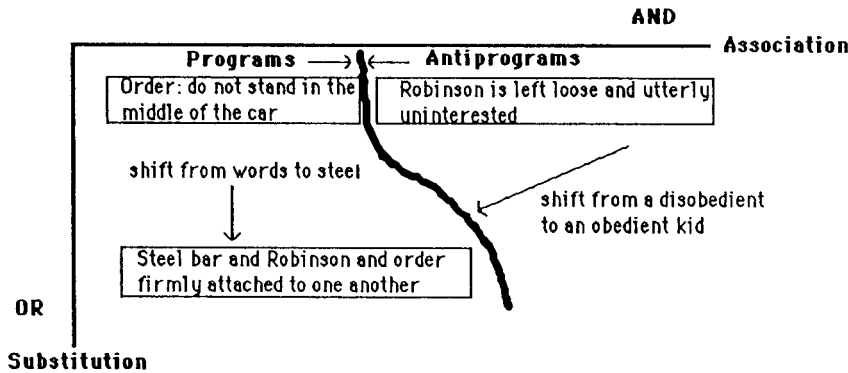 AND
Association
Programs
Antiprograms
Order: do not stand in the
middle of the car
Robinson is left loose and utterly
uninterested
shift from words to steel
shift from a disobedient
to an obedient kid
Steel bar and Robinson and order
firmly attached to one another
OR
Substitution